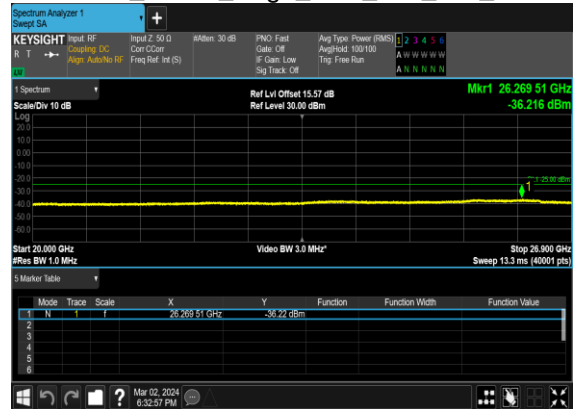 Spectrum Analyzer 1
Swept SA
KEYSIGHT Input: RF Input Z: 50 Ω #Atten: 30 dB PNO: Fast Avg Type: Power (RMS) 1 2 3 4 5 6
R T Coupling: DC Corr CCorr Gate: Off Avg|Hold: 100/100 A W W W W W
Align: Auto/No RF Freq Ref: Int (S) IF Gain: Low Trig: Free Run
LW Sig Track: Off A N N N N N
1 Spectrum Ref Lvl Offset 15.57 dB Mkr1 26.269 51 GHz
Scale/Div 10 dB Ref Level 30.00 dBm -36.216 dBm
Log
20.0
10.0
0.00
-10.0
-20.0
-30.0
-40.0
-50.0
-60.0
DL1 -25.00 dBm
1
Start 20.000 GHz Video BW 3.0 MHz* Stop 26.900 GHz
#Res BW 1.0 MHz Sweep 13.3 ms (40001 pts)
5 Marker Table
Mode Trace Scale X Y Function Function Width Function Value
1 N 1 f 26.269 51 GHz -36.22 dBm
2
3
4
5
6
? Mar 02, 2024
6:32:57 PM